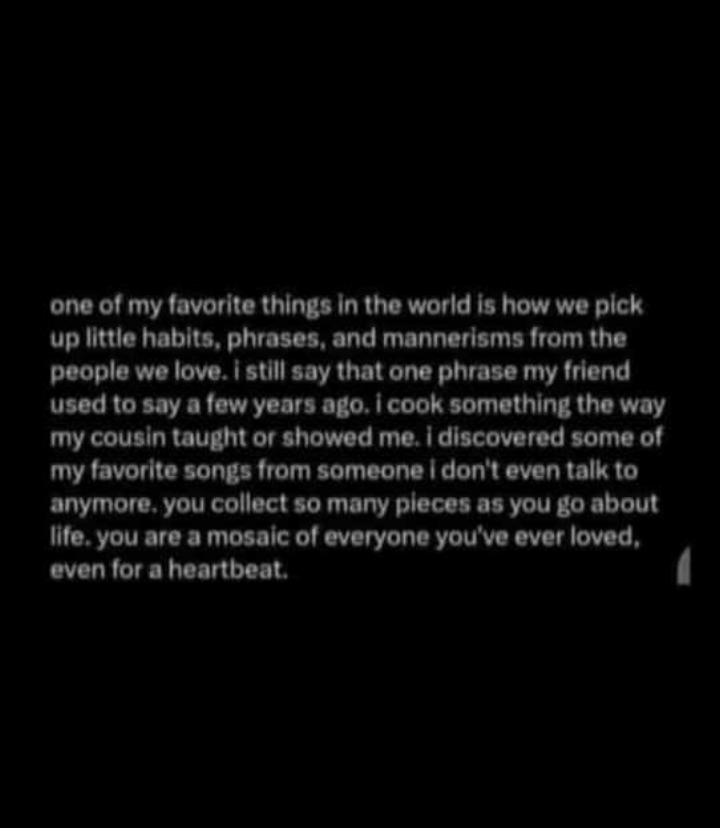 one of my favorite things in the world is how we pick
up little habits, phrases, and mannerisms from the
people we love. i still say that one phrase my friend
used to say a few years ago. i cook something the way
my cousin taught or showed me. i discovered some of
my favorite songs from someone i don't even talk to
anymore. you collect so many pieces as you go about
life. you are a mosaic of everyone you've ever loved,
even for a heartbeat.